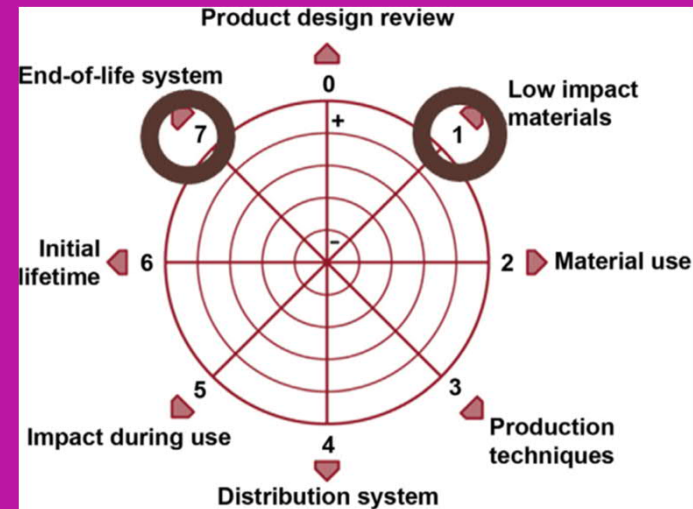 Product design review
0
+
End-of-life system
7
Low impact
materials
1
-
Initial
lifetime
6
2
Material use
5
3
Impact during use
Production
techniques
4
Distribution system